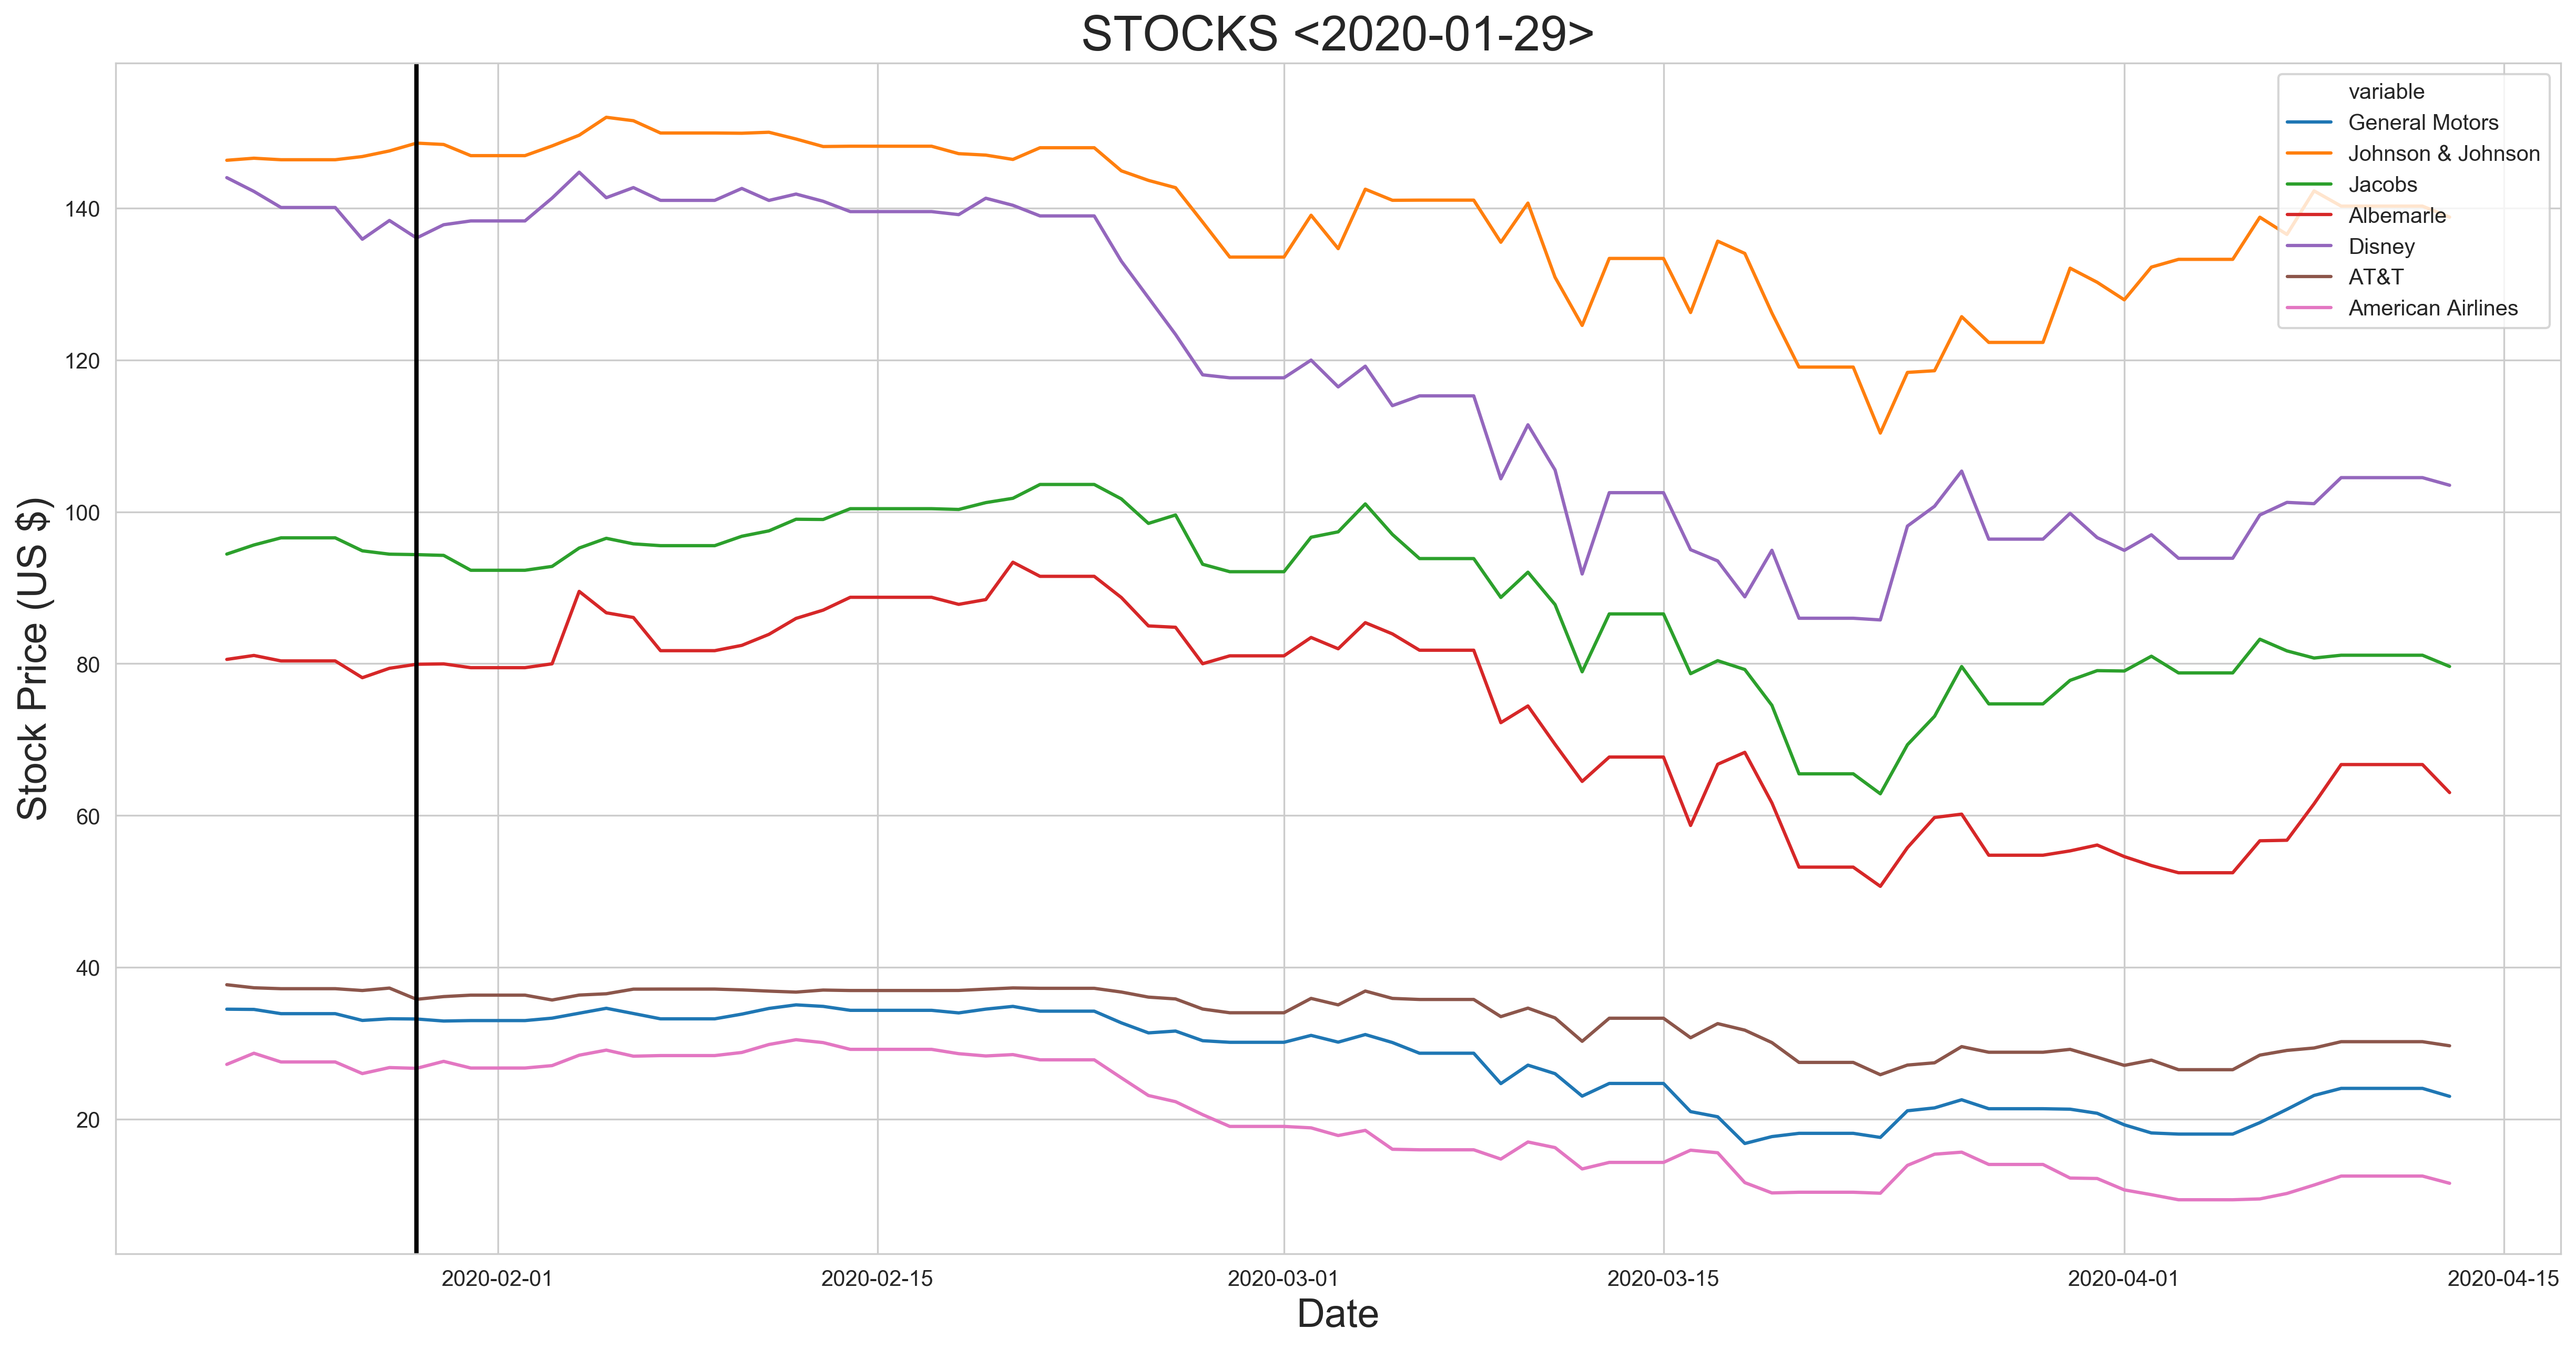 STOCKS <2020-01-29>
variable
General Motors
Johnson & Johnson
Jacobs
Albemarle
Disney
AT&T
American Airlines
Stock Price (US $)
140
120
100
80
60
40
20
2020-02-01
2020-02-15
2020-03-01
2020-03-15
2020-04-01
2020-04-15
Date